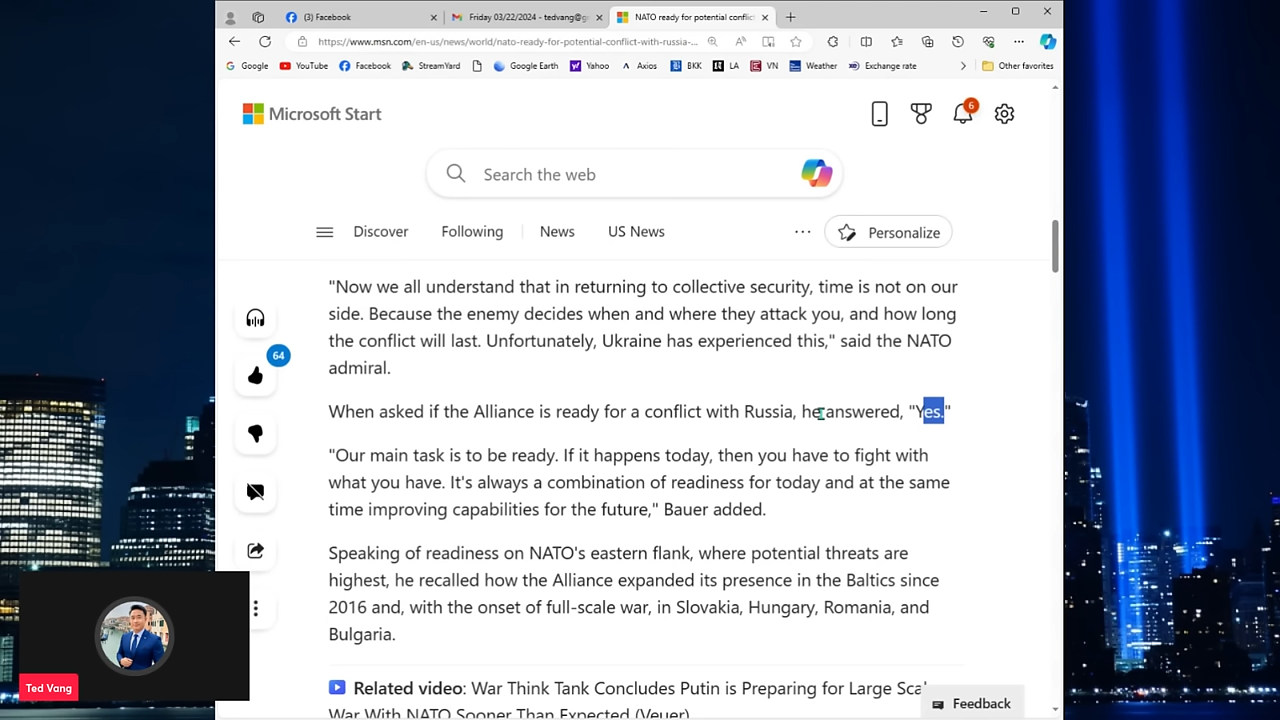 (3) Facebook
Friday 03/22/2024 - tedvang@g
NATO ready for potential conflic
https://www.msn.com/en-us/news/world/nato-ready-for-potential-conflict-with-russia-...
Google YouTube Facebook StreamYard Google Earth Yahoo Axios BKK LA VN Weather Exchange rate Other favorites
Microsoft Start
6
Search the web
Discover Following News US News ... Personalize
"Now we all understand that in returning to collective security, time is not on our
side. Because the enemy decides when and where they attack you, and how long
the conflict will last. Unfortunately, Ukraine has experienced this," said the NATO
admiral.
64
When asked if the Alliance is ready for a conflict with Russia, he answered, "Yes."
"Our main task is to be ready. If it happens today, then you have to fight with
what you have. It's always a combination of readiness for today and at the same
time improving capabilities for the future," Bauer added.
Speaking of readiness on NATO's eastern flank, where potential threats are
highest, he recalled how the Alliance expanded its presence in the Baltics since
2016 and, with the onset of full-scale war, in Slovakia, Hungary, Romania, and
Bulgaria.
Related video: War Think Tank Concludes Putin is Preparing for Large Scal
War With NATO Sooner Than Expected (Veuer)
Feedback
Ted Vang